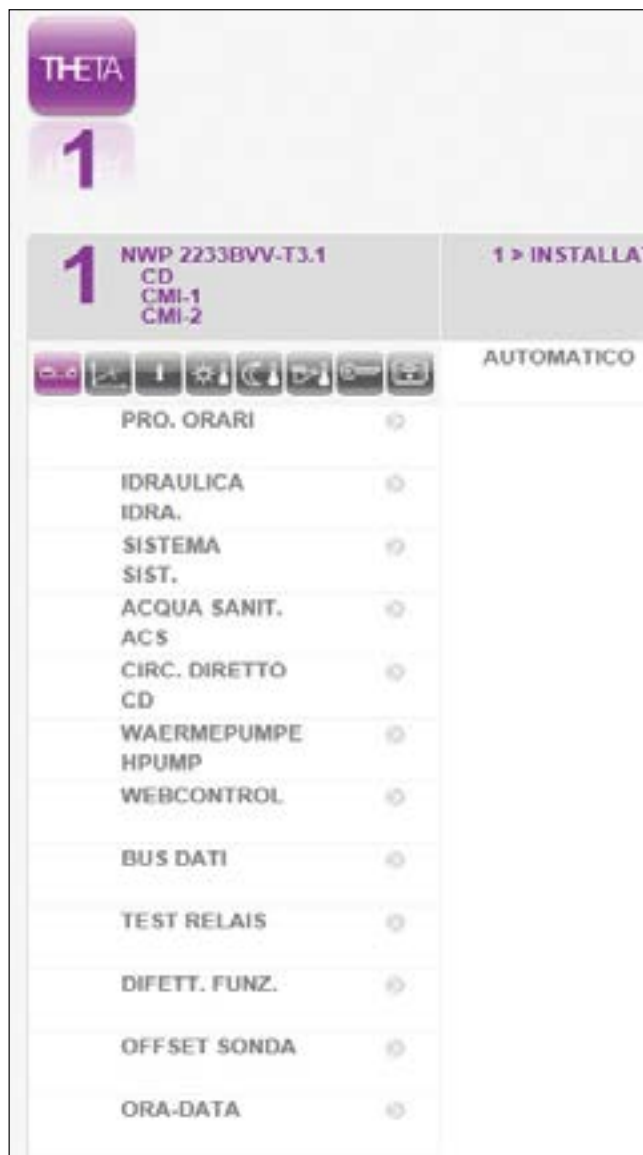 THETA
1
1
NWP 2233BVV-T3.1
CD
CMI-1
CMI-2
1 > INSTALLAT
AUTOMATICO
PRO. ORARI
IDRAULICA
IDRA.
SISTEMA
SIST.
ACQUA SANIT.
ACS
CIRC. DIRETTO
CD
WAERMEPUMPE
HPUMP
WEBCONTROL
BUS DATI
TEST RELAIS
DIFETT. FUNZ.
OFFSET SONDA
ORA-DATA